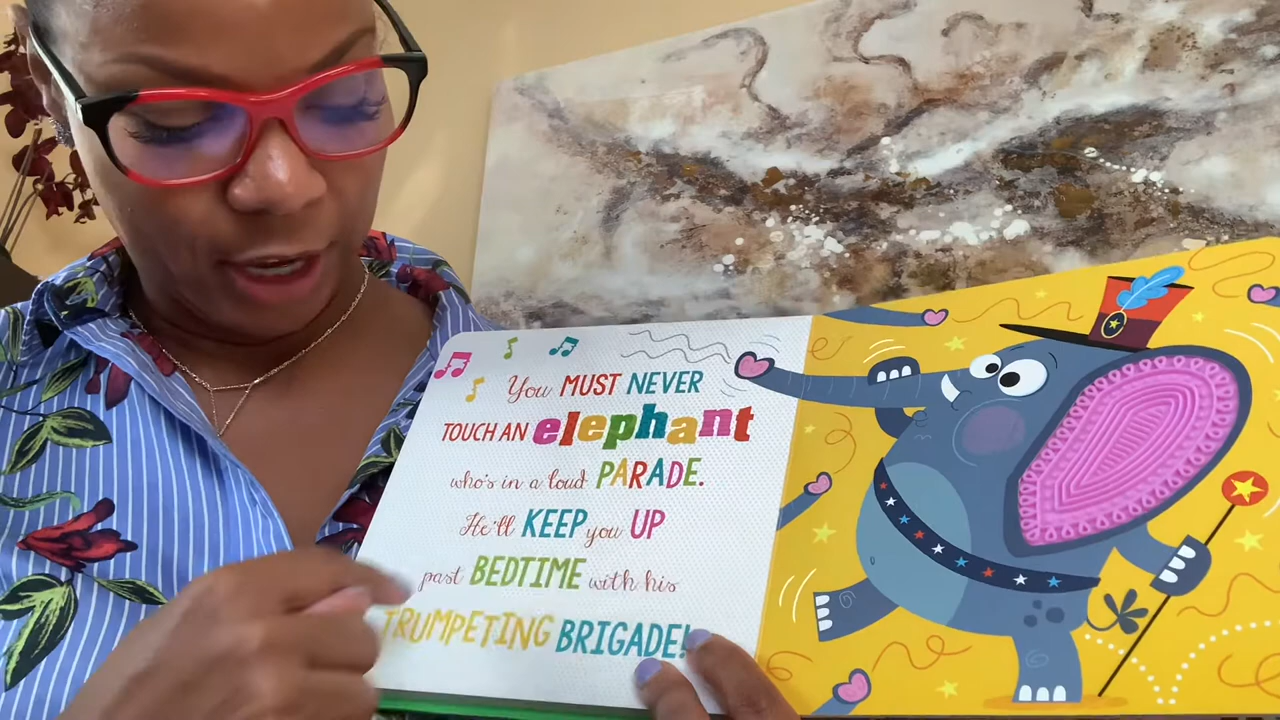 You MUST NEVER
TOUCH AN elephant
who's in a loud PARADE.
He'll KEEP you UP
past BEDTIME with his
TRUMPETING BRIGADE!